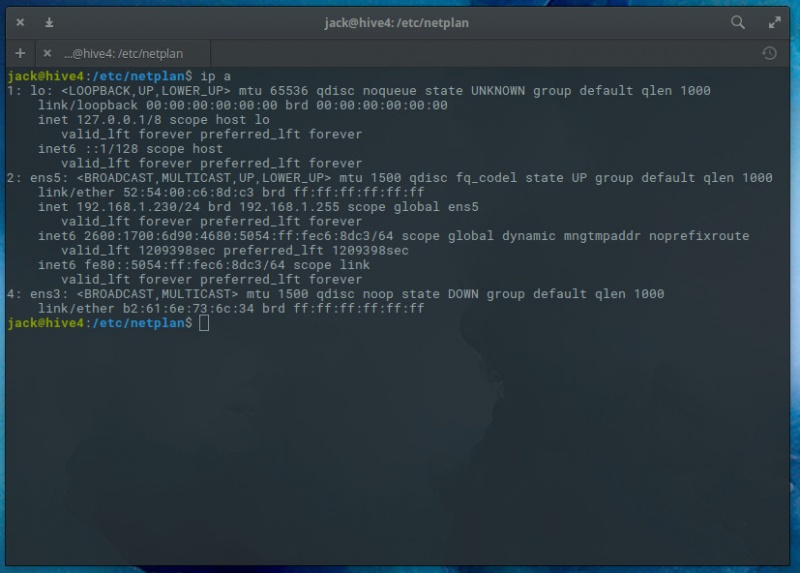 jack@hive4: /etc/netplan
...@hive4: /etc/netplan
jack@hive4:/etc/netplan$ ip a
1: lo: <LOOPBACK,UP,LOWER_UP> mtu 65536 qdisc noqueue state UNKNOWN group default qlen 1000
    link/loopback 00:00:00:00:00:00 brd 00:00:00:00:00:00
    inet 127.0.0.1/8 scope host lo
       valid_lft forever preferred_lft forever
    inet6 ::1/128 scope host
       valid_lft forever preferred_lft forever
2: ens5: <BROADCAST,MULTICAST,UP,LOWER_UP> mtu 1500 qdisc fq_codel state UP group default qlen 1000
    link/ether 52:54:00:c6:8d:c3 brd ff:ff:ff:ff:ff:ff
    inet 192.168.1.230/24 brd 192.168.1.255 scope global ens5
       valid_lft forever preferred_lft forever
    inet6 2600:1700:6d90:4680:5054:ff:fec6:8dc3/64 scope global dynamic mngtmpaddr noprefixroute
       valid_lft 1209398sec preferred_lft 1209398sec
    inet6 fe80::5054:ff:fec6:8dc3/64 scope link
       valid_lft forever preferred_lft forever
4: ens3: <BROADCAST,MULTICAST> mtu 1500 qdisc noop state DOWN group default qlen 1000
    link/ether b2:61:6e:73:6c:34 brd ff:ff:ff:ff:ff:ff
jack@hive4:/etc/netplan$